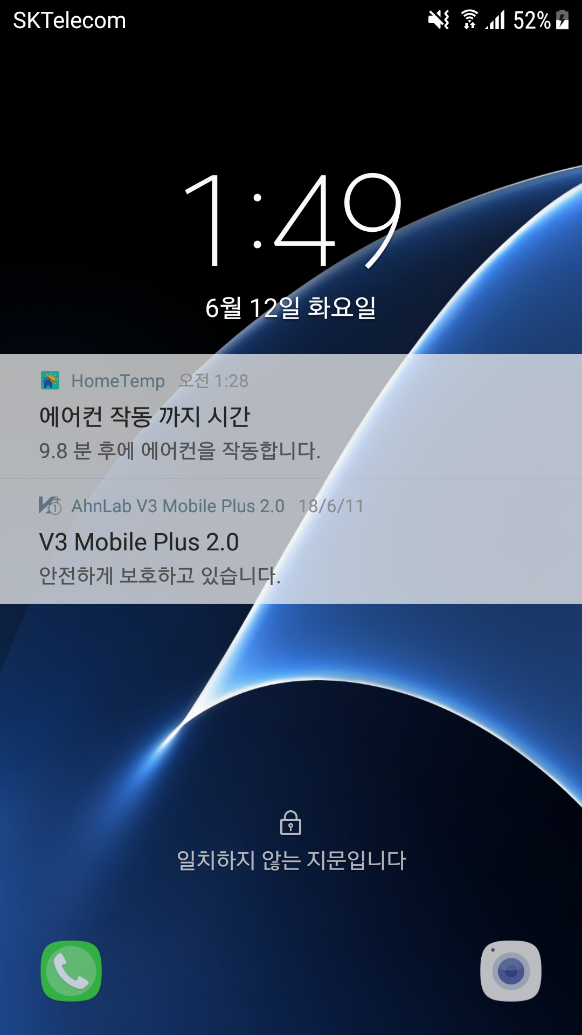 SKTelecom 52%
1:49
6월 12일 화요일
HomeTemp 오전 1:28
에어컨 작동 까지 시간
9.8 분 후에 에어컨을 작동합니다.
AhnLab V3 Mobile Plus 2.0 18/6/11
V3 Mobile Plus 2.0
안전하게 보호하고 있습니다.
일치하지 않는 지문입니다